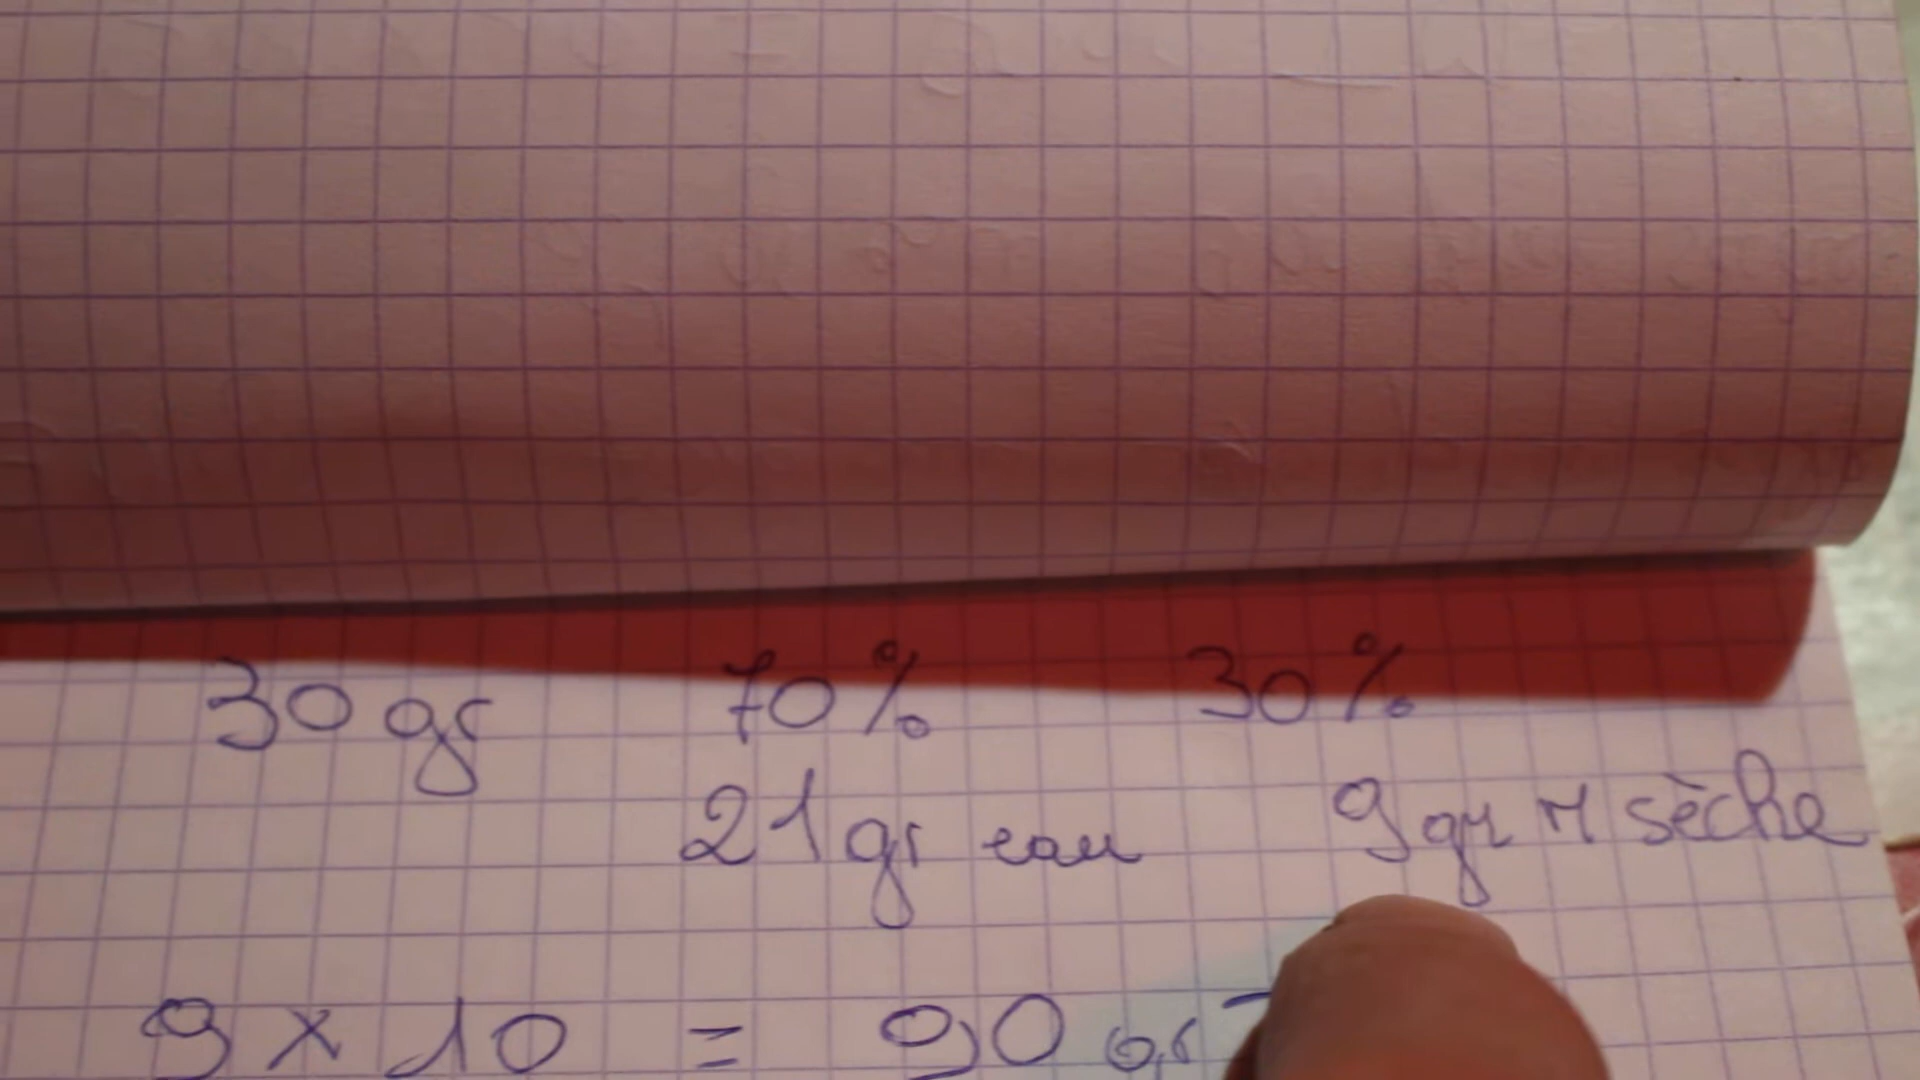 30 gr 70% 30%
21 gr eau 9 gr M sèche
9 x 10 = 90 gr